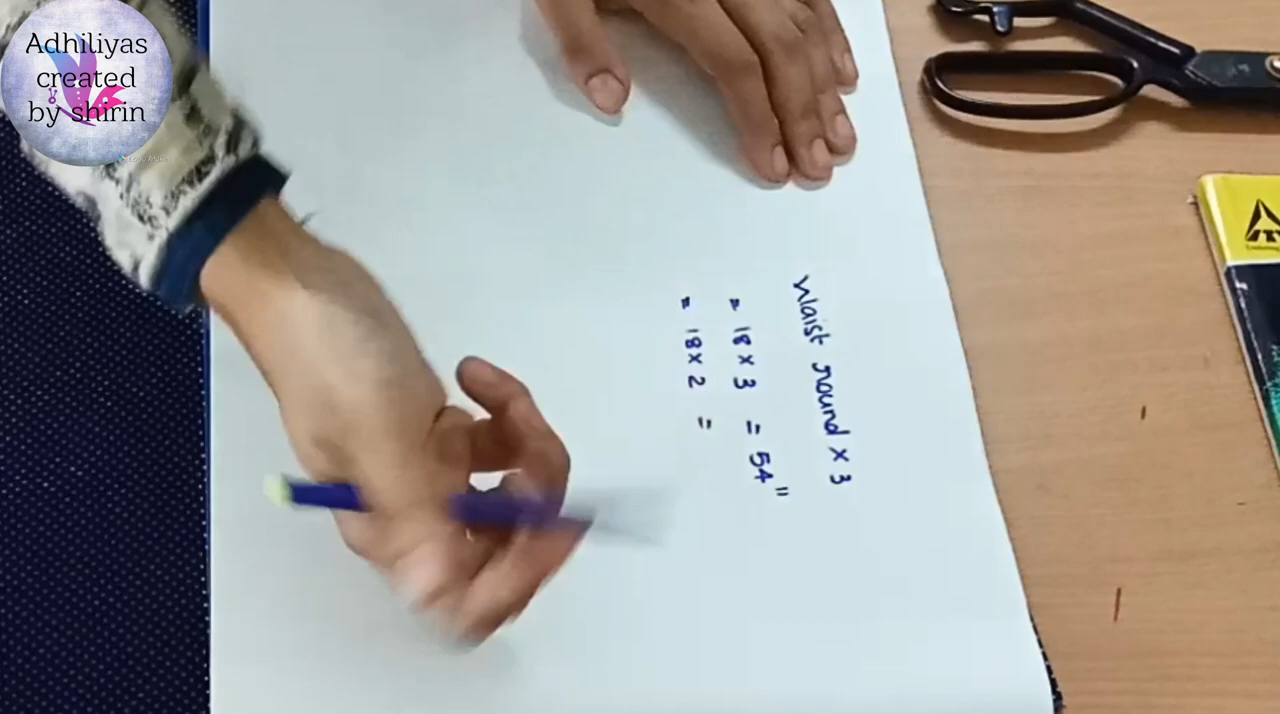 Adhiliyas
created
by shirin
Waist round x 3
= 18 x 3 = 54"
= 18 x 2 =